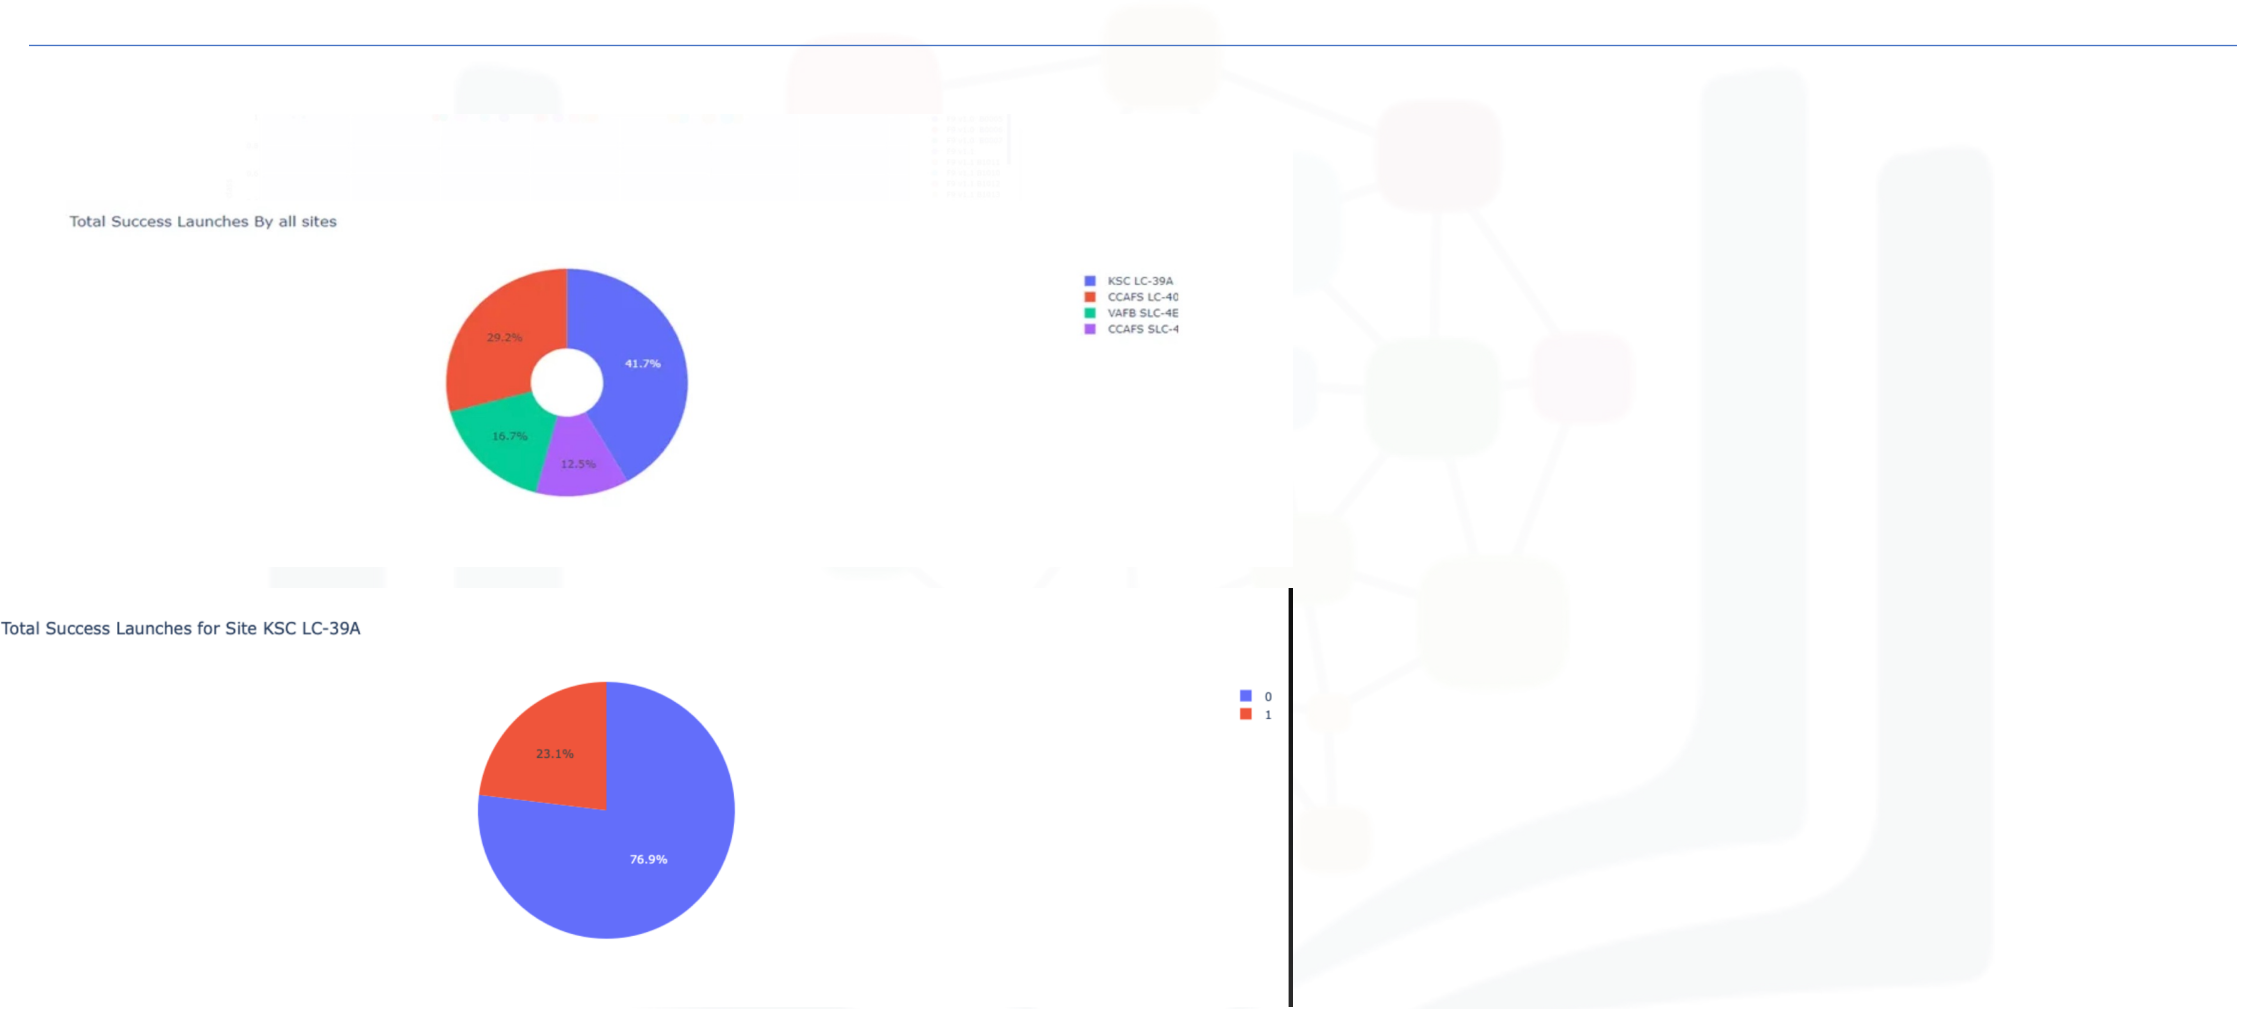 Total Success Launches By all sites
KSC LC-39A
CCAFS LC-40
VAFB SLC-4E
CCAFS SLC-4
29.2%
41.7%
16.7%
12.5%
Total Success Launches for Site KSC LC-39A
0
1
23.1%
76.9%